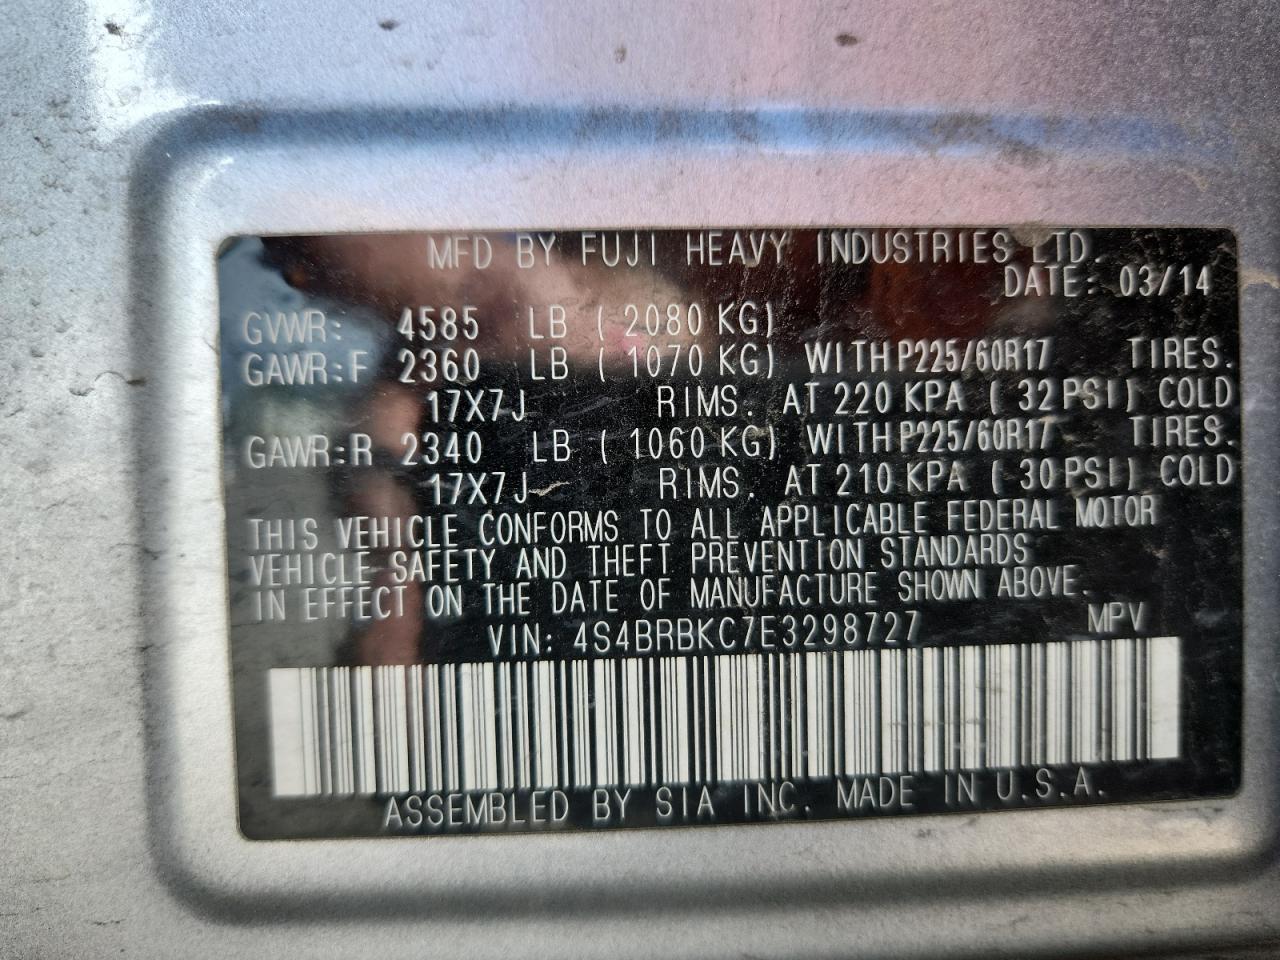 MFD BY FUJI HEAVY INDUSTRIES LTD.
DATE: 03/14
GVWR: 4585 LB ( 2080 KG)
GAWR:F 2360 LB ( 1070 KG) WITH P225/60R17 TIRES.
17X7J RIMS. AT 220 KPA ( 32 PSI) COLD
GAWR:R 2340 LB ( 1060 KG) WITH P225/60R17 TIRES.
17X7J RIMS. AT 210 KPA ( 30 PSI) COLD
THIS VEHICLE CONFORMS TO ALL APPLICABLE FEDERAL MOTOR
VEHICLE SAFETY AND THEFT PREVENTION STANDARDS
IN EFFECT ON THE DATE OF MANUFACTURE SHOWN ABOVE.
VIN: 4S4BRBKC7E3298727 MPV
ASSEMBLED BY SIA INC. MADE IN U.S.A.